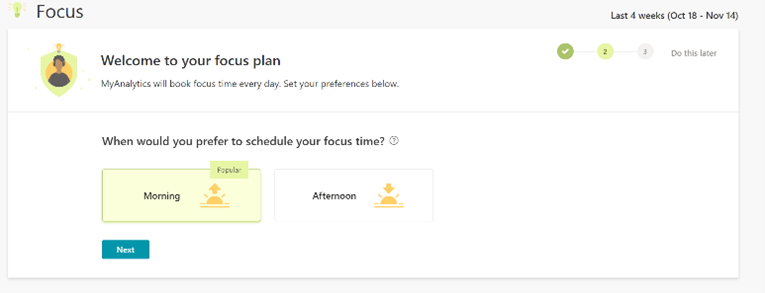 Focus
Last 4 weeks (Oct 18 - Nov 14)
Welcome to your focus plan
MyAnalytics will book focus time every day. Set your preferences below.
2
3
Do this later
When would you prefer to schedule your focus time?
Popular
Morning
Afternoon
Next